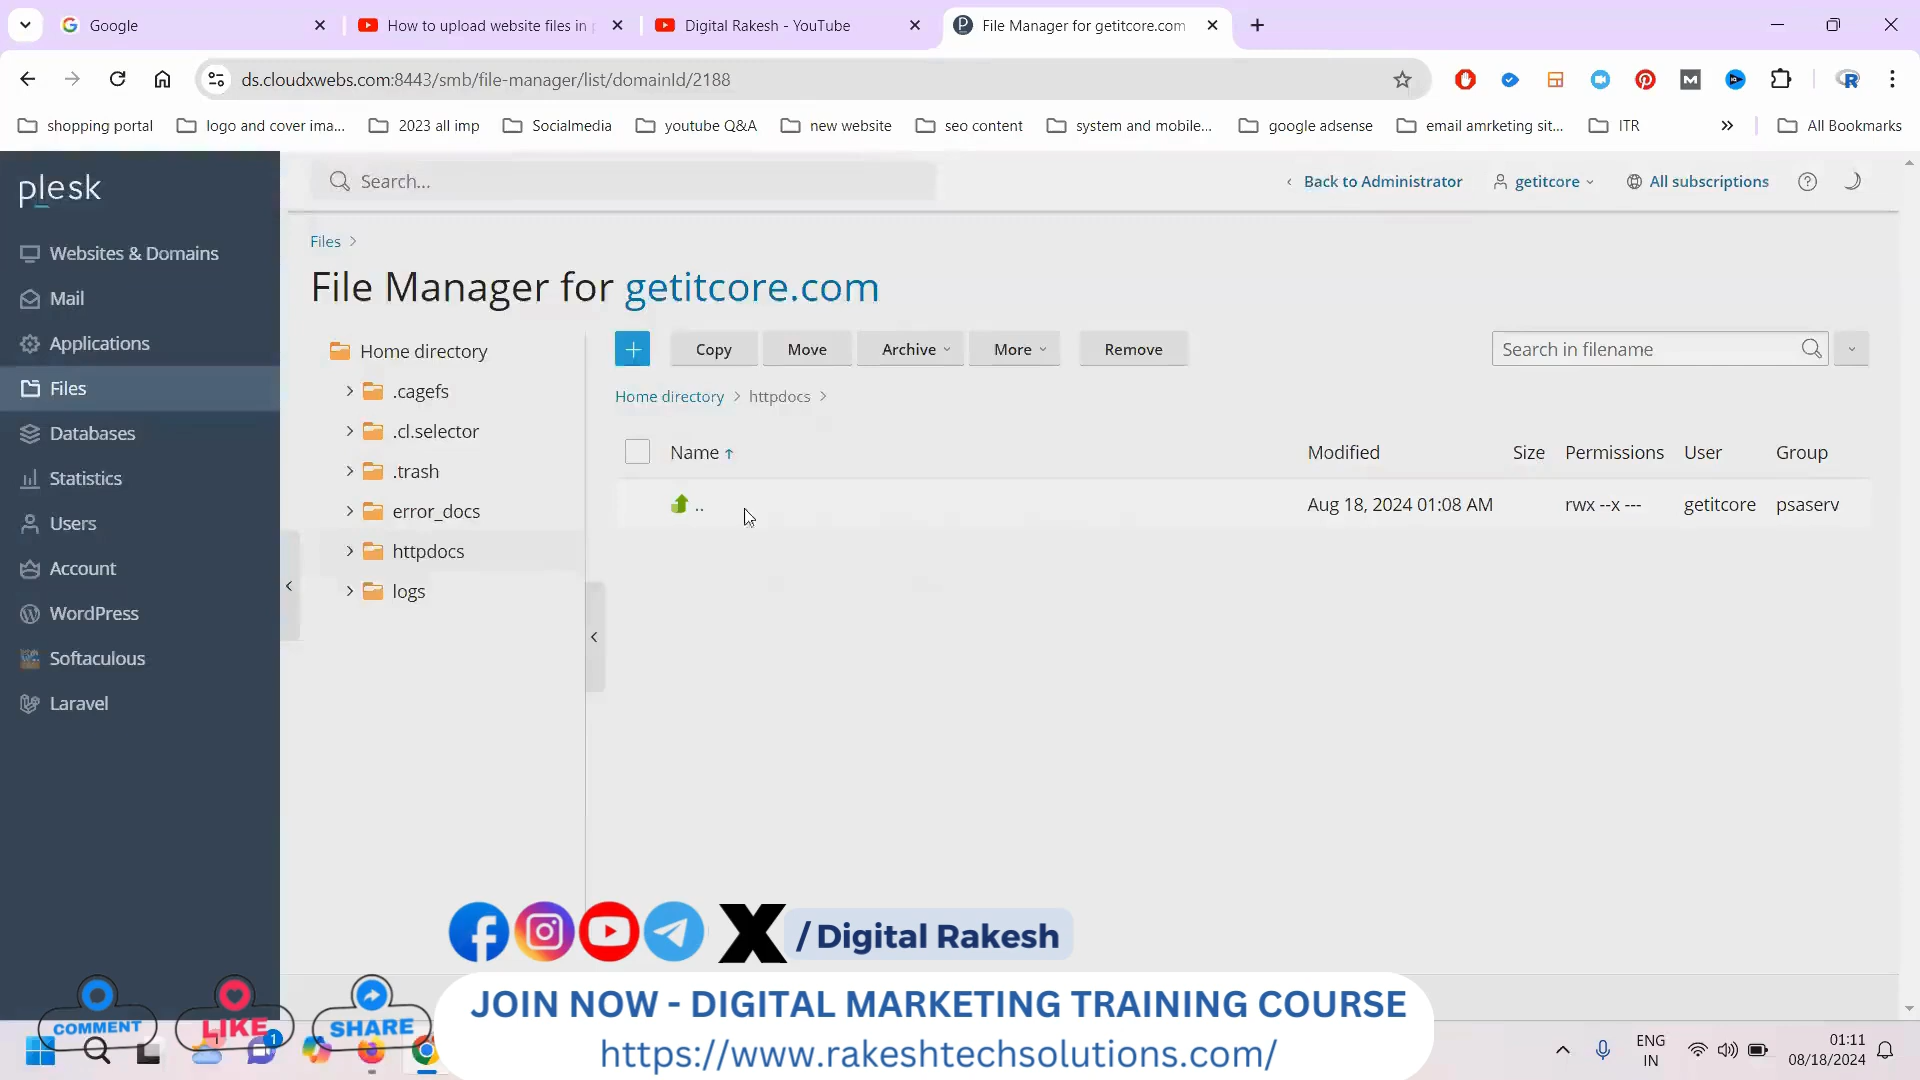 Google
How to upload website files in p
Digital Rakesh - YouTube
File Manager for getitcore.com
ds.cloudxwebs.com:8443/smb/file-manager/list/domainId/2188
shopping portal
logo and cover ima...
2023 all imp
Socialmedia
youtube Q&A
new website
seo content
system and mobile...
google adsense
email amrketing sit...
ITR
All Bookmarks
plesk
Search...
Back to Administrator
getitcore
All subscriptions
Websites & Domains
Mail
Applications
Files
Databases
Statistics
Users
Account
WordPress
Softaculous
Laravel
Files >
File Manager for getitcore.com
Home directory
.cagefs
.cl.selector
.trash
error_docs
httpdocs
logs
+ Copy Move Archive More Remove
Search in filename
Home directory > httpdocs >
Name ↑ Modified Size Permissions User Group
.. Aug 18, 2024 01:08 AM rwx --x --- getitcore psaserv
X / Digital Rakesh
COMMENT
LIKE
SHARE
JOIN NOW - DIGITAL MARKETING TRAINING COURSE
https://www.rakeshtechsolutions.com/
1
ENG
IN
01:11
08/18/2024